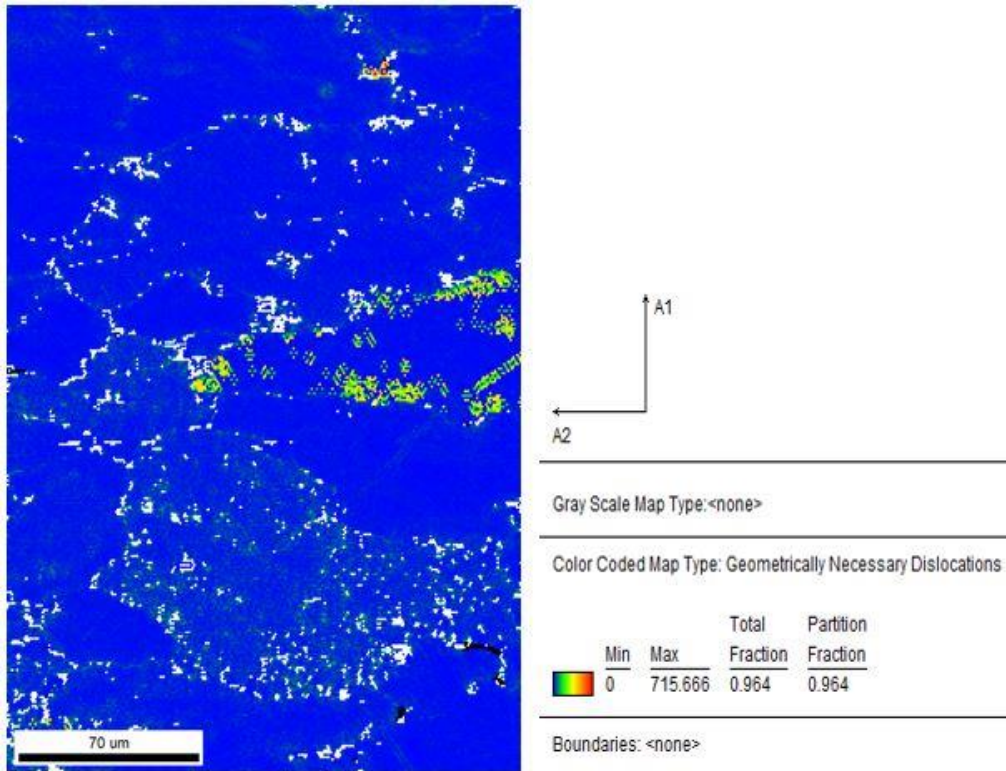 70 um
A1
A2
Gray Scale Map Type:<none>
Color Coded Map Type: Geometrically Necessary Dislocations
Total Partition
Min Max Fraction Fraction
0 715.666 0.964 0.964
Boundaries: <none>